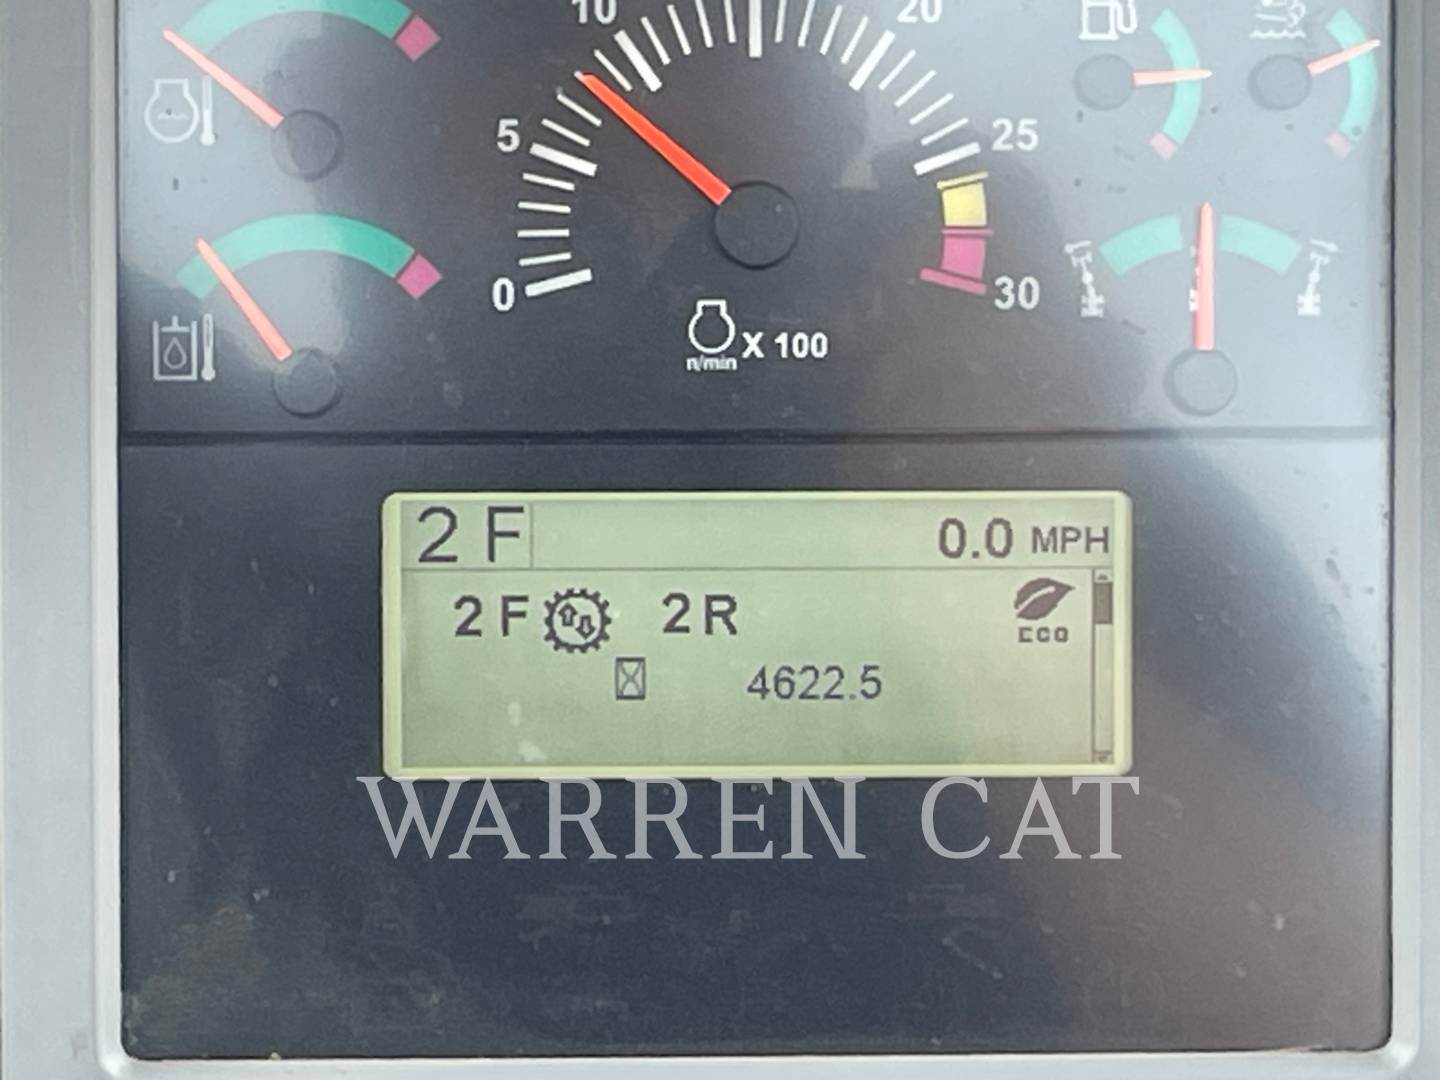 10 20
5 25
0 30
n/min X 100
2 F 0.0 MPH
2 F 2 R
ECO
4622.5
WARREN CAT